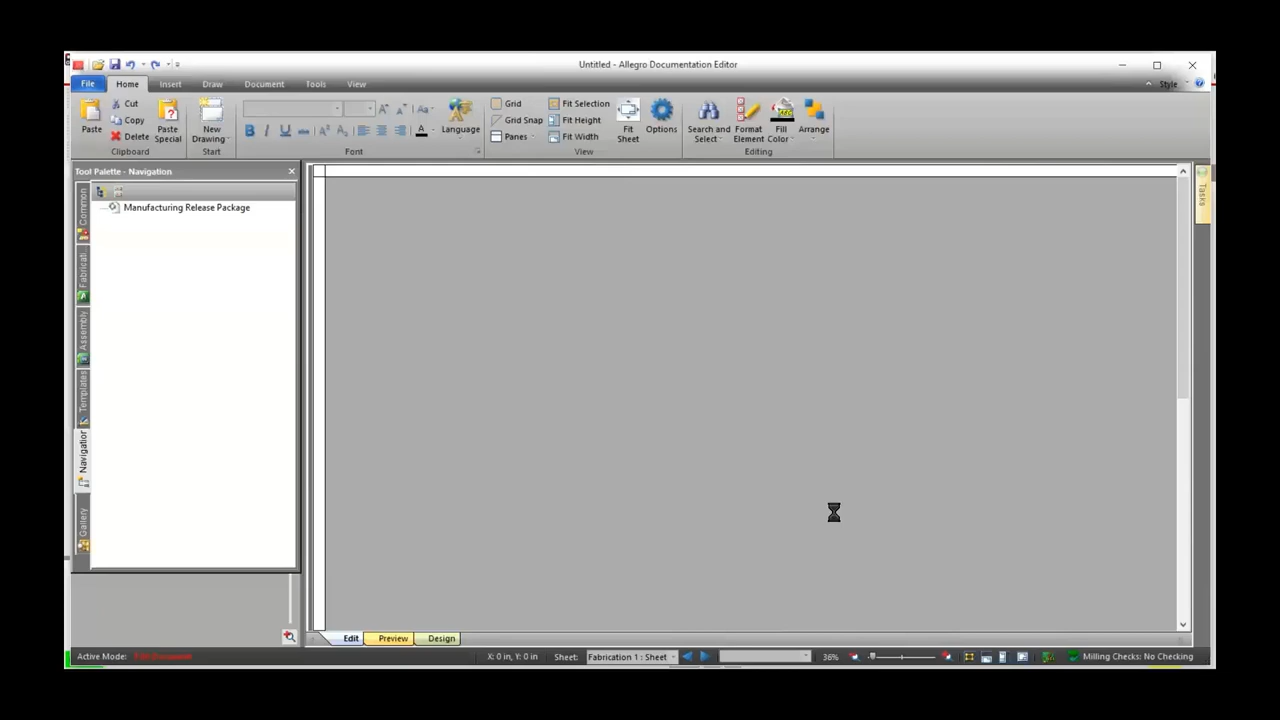 Untitled - Allegro Documentation Editor
File Home Insert Draw Document Tools View Style
Paste Cut Copy Delete Paste Special Clipboard
New Drawing Start
B I U abc A A Aa A Font
Language
Grid Grid Snap Panes Fit Selection Fit Height Fit Width Fit Sheet Options View
Search and Select Format Element Fill Color Arrange Editing
Tool Palette - Navigation
Manufacturing Release Package
Common
Assembly
Templates
Gallery
Tasks
Edit Preview Design
Active Mode: X: 0 in, Y: 0 in Sheet: Fabrication 1 : Sheet 36% Milling Checks: No Checking